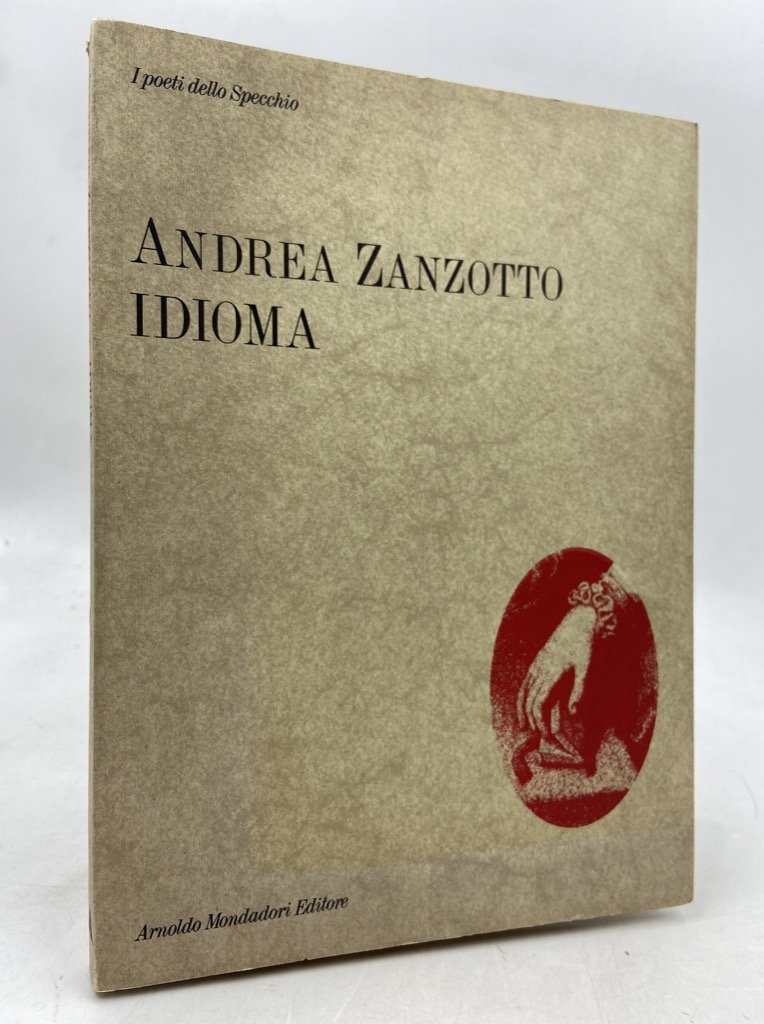 I poeti dello Specchio
ANDREA ZANZOTTO
IDIOMA
Arnoldo Mondadori Editore